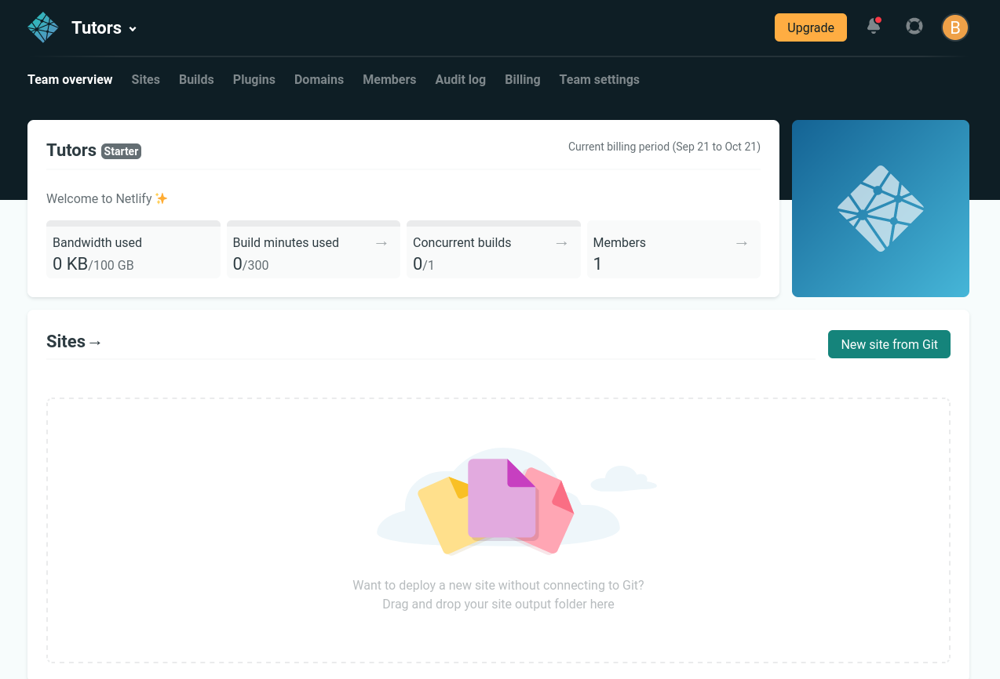 Tutors
Upgrade
B
Team overview Sites Builds Plugins Domains Members Audit log Billing Team settings
Tutors Starter
Current billing period (Sep 21 to Oct 21)
Welcome to Netlify ✨
Bandwidth used
0 KB/100 GB
Build minutes used →
0/300
Concurrent builds →
0/1
Members →
1
Sites →
New site from Git
Want to deploy a new site without connecting to Git?
Drag and drop your site output folder here